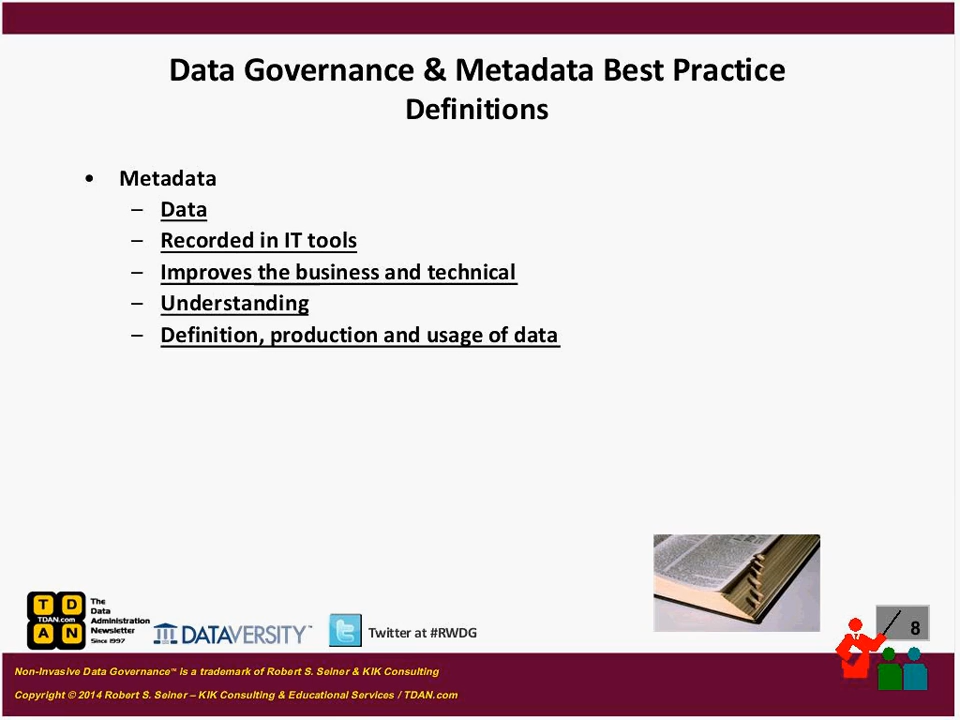 Data Governance & Metadata Best Practice
Definitions
• Metadata
– Data
– Recorded in IT tools
– Improves the business and technical
– Understanding
– Definition, production and usage of data
T D
TDAN.com
A N
The
Data
Administration
Newsletter
Since 1997
DATAVERSITY™
Twitter at #RWDG
8
Non-Invasive Data Governance™ is a trademark of Robert S. Seiner & KIK Consulting
Copyright © 2014 Robert S. Seiner – KIK Consulting & Educational Services / TDAN.com